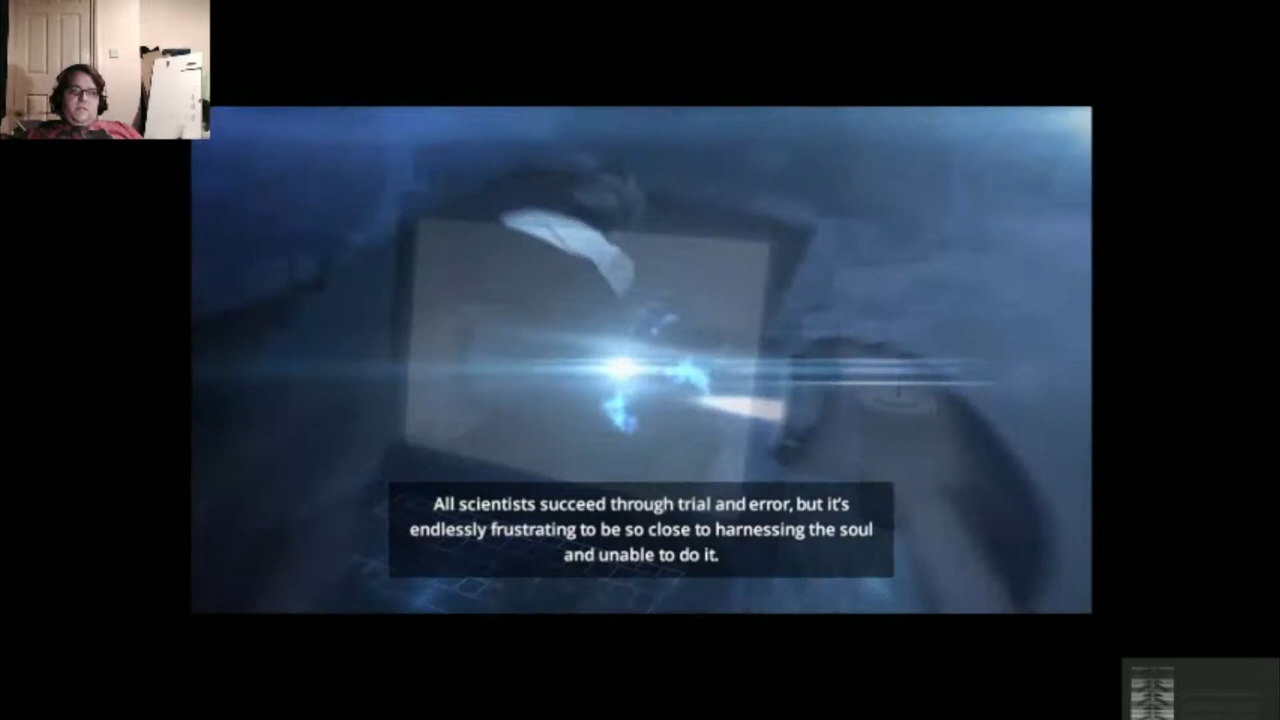 All scientists succeed through trial and error, but it's
endlessly frustrating to be so close to harnessing the soul
and unable to do it.